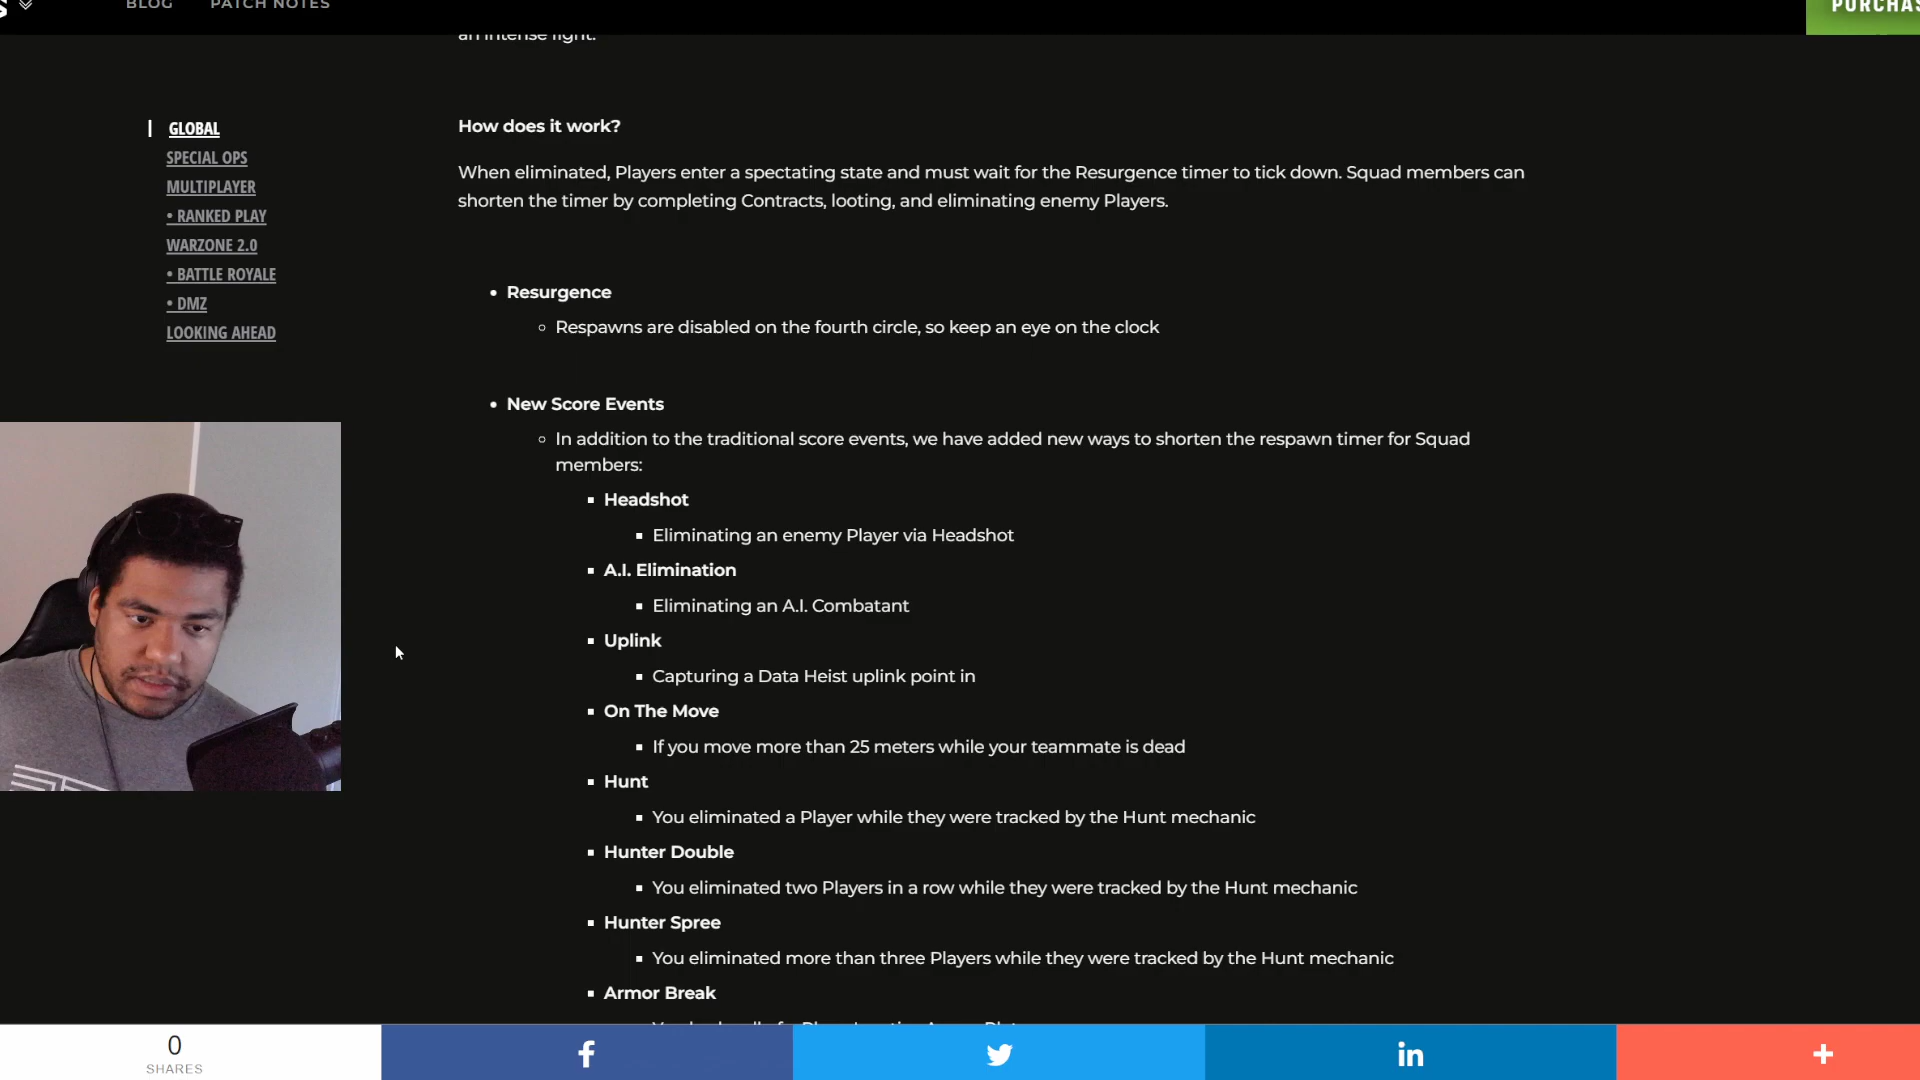 BLOG
PATCH NOTES
an intense fight.
GLOBAL
SPECIAL OPS
MULTIPLAYER
• RANKED PLAY
WARZONE 2.0
• BATTLE ROYALE
• DMZ
LOOKING AHEAD
How does it work?
When eliminated, Players enter a spectating state and must wait for the Resurgence timer to tick down. Squad members can
shorten the timer by completing Contracts, looting, and eliminating enemy Players.
• Resurgence
Respawns are disabled on the fourth circle, so keep an eye on the clock
• New Score Events
In addition to the traditional score events, we have added new ways to shorten the respawn timer for Squad
members:
Headshot
Eliminating an enemy Player via Headshot
A.I. Elimination
Eliminating an A.I. Combatant
Uplink
Capturing a Data Heist uplink point in
On The Move
If you move more than 25 meters while your teammate is dead
Hunt
You eliminated a Player while they were tracked by the Hunt mechanic
Hunter Double
You eliminated two Players in a row while they were tracked by the Hunt mechanic
Hunter Spree
You eliminated more than three Players while they were tracked by the Hunt mechanic
Armor Break
0
SHARES